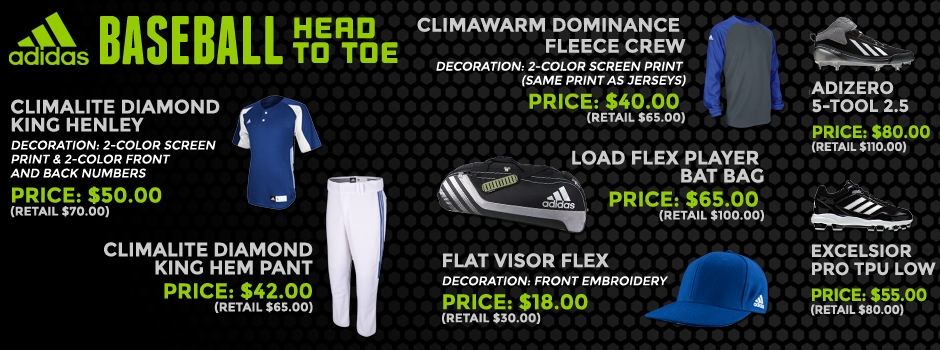 adidas
BASEBALL HEAD
TO TOE
CLIMALITE DIAMOND
KING HENLEY
DECORATION: 2-COLOR SCREEN
PRINT & 2-COLOR FRONT
AND BACK NUMBERS
PRICE: $50.00
(RETAIL $70.00)
CLIMALITE DIAMOND
KING HEM PANT
PRICE: $42.00
(RETAIL $65.00)
CLIMAWARM DOMINANCE
FLEECE CREW
DECORATION: 2-COLOR SCREEN PRINT
(SAME PRINT AS JERSEYS)
PRICE: $40.00
(RETAIL $65.00)
LOAD FLEX PLAYER
BAT BAG
PRICE: $65.00
(RETAIL $100.00)
adidas
FLAT VISOR FLEX
DECORATION: FRONT EMBROIDERY
PRICE: $18.00
(RETAIL $30.00)
adidas
ADIZERO
5-TOOL 2.5
PRICE: $80.00
(RETAIL $110.00)
EXCELSIOR
PRO TPU LOW
PRICE: $55.00
(RETAIL $80.00)